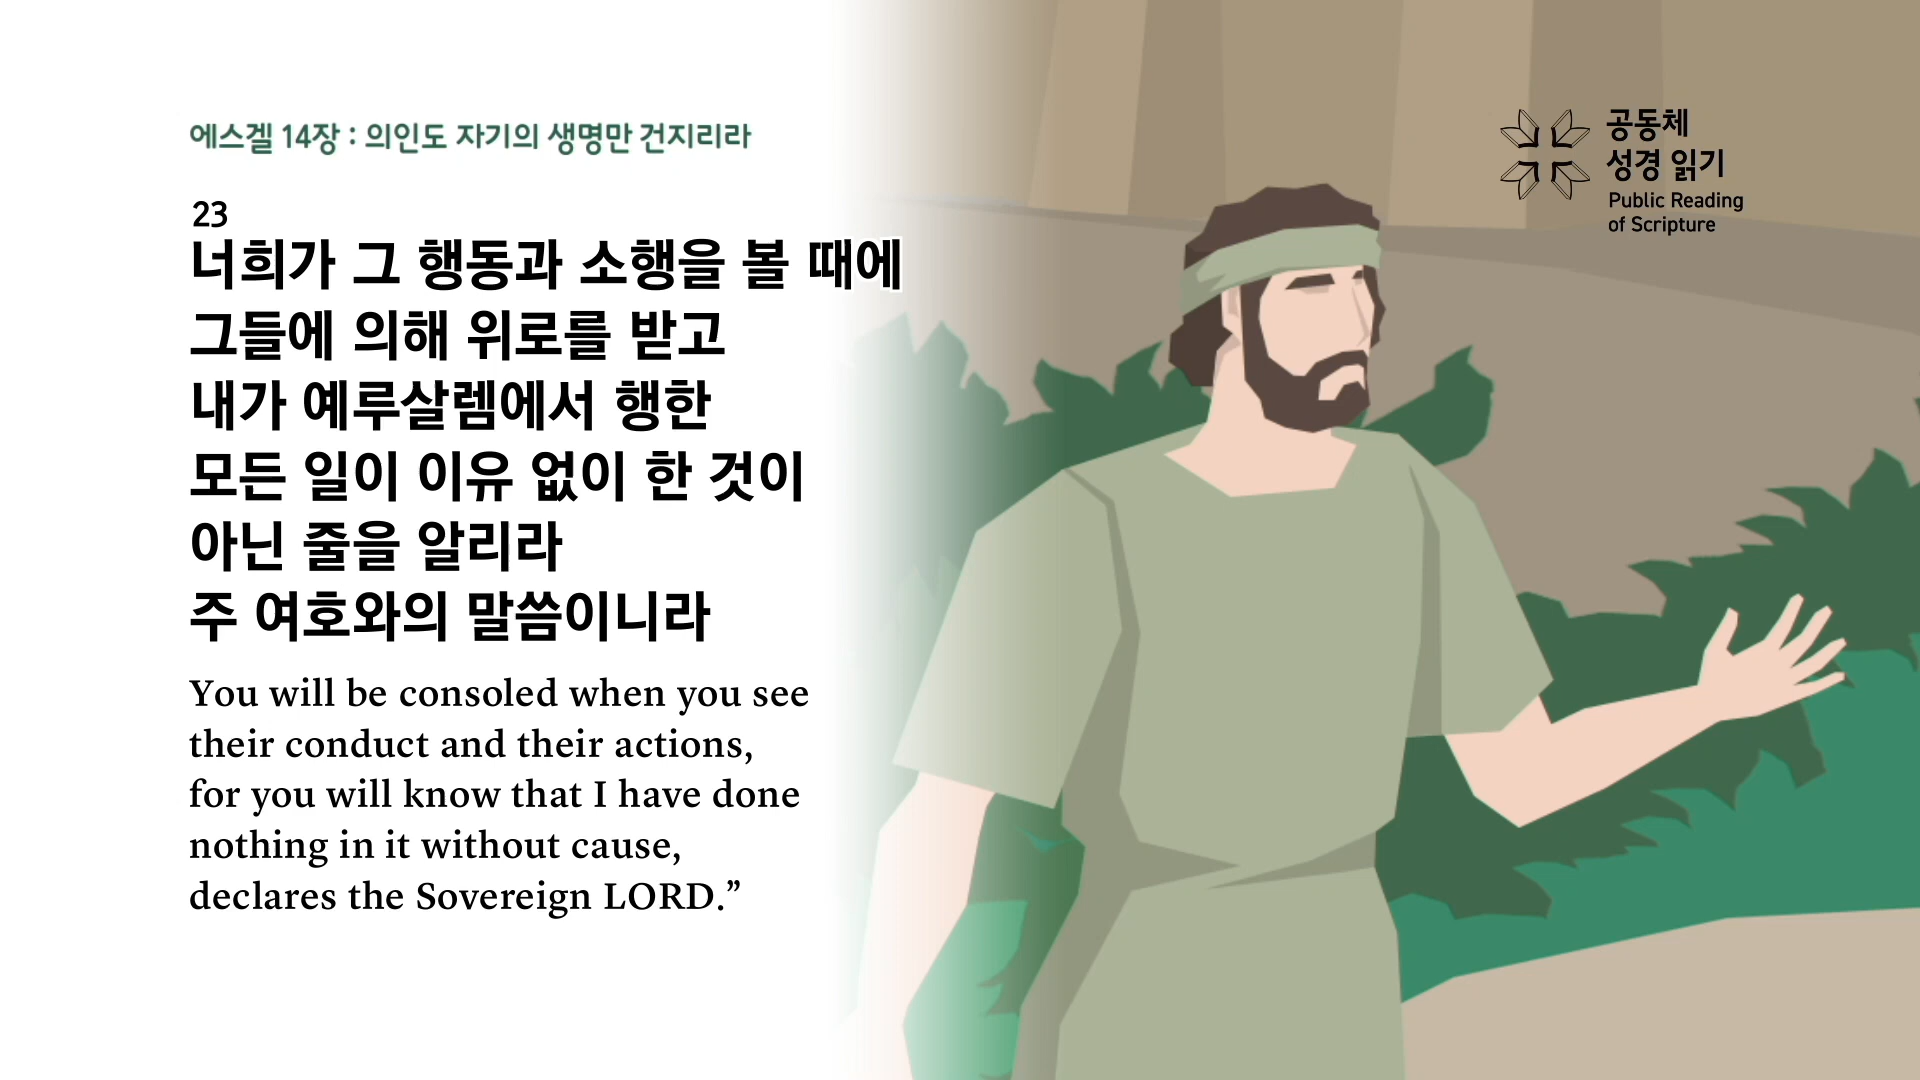 에스겔 14장 : 의인도 자기의 생명만 건지리라
23
너희가 그 행동과 소행을 볼 때에
그들에 의해 위로를 받고
내가 예루살렘에서 행한
모든 일이 이유 없이 한 것이
아닌 줄을 알리라
주 여호와의 말씀이니라
You will be consoled when you see
their conduct and their actions,
for you will know that I have done
nothing in it without cause,
declares the Sovereign LORD.”
공동체
성경 읽기
Public Reading
of Scripture